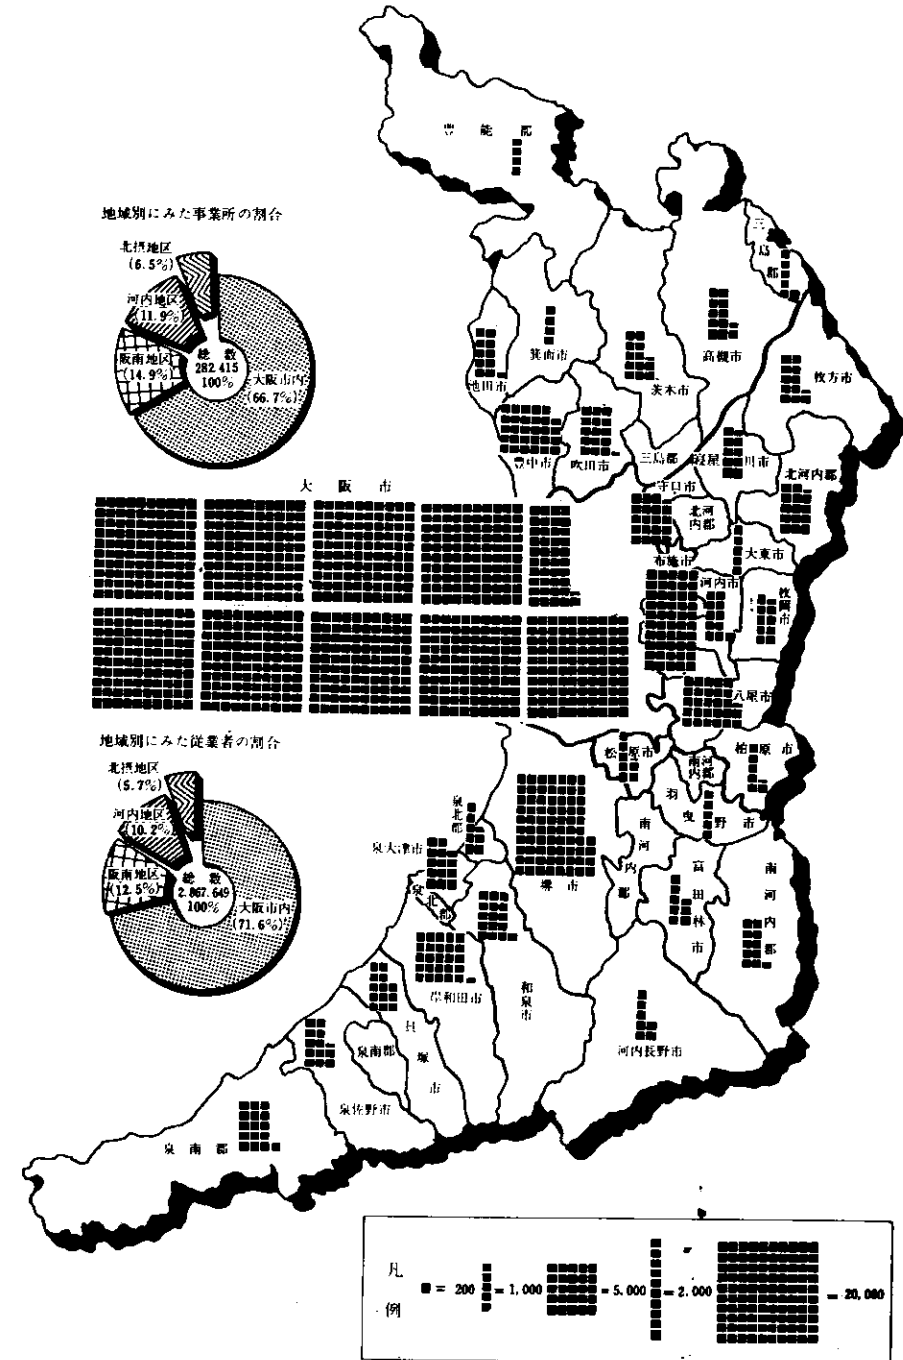 豊能郡
地域別にみた事業所の割合
北摂地区
(6.5%)
河内地区
(11.9%)
阪南地区
(14.9%)
総数
282,415
100%
大阪市内
(66.7%)
三島郡
箕面市
池田市
茨木市
高槻市
枚方市
豊中市
吹田市
三島郡
寝屋川市
北河内郡
大阪市
守口市
北河内郡
大東市
布施市
河内市
枚岡市
八尾市
地域別にみた従業者の割合
北摂地区
(5.7%)
河内地区
(10.2%)
阪南地区
(12.5%)
総数
2,867,649
100%
大阪市内
(71.6%)
松原市
南河内郡
柏原市
羽曳野市
泉北郡
泉大津市
堺市
南河内郡
富田林市
南河内郡
泉北郡
岸和田市
和泉市
貝塚市
泉南郡
河内長野市
泉佐野市
泉南郡
凡例
= 200
= 1,000
= 5,000
= 2,000
= 20,000